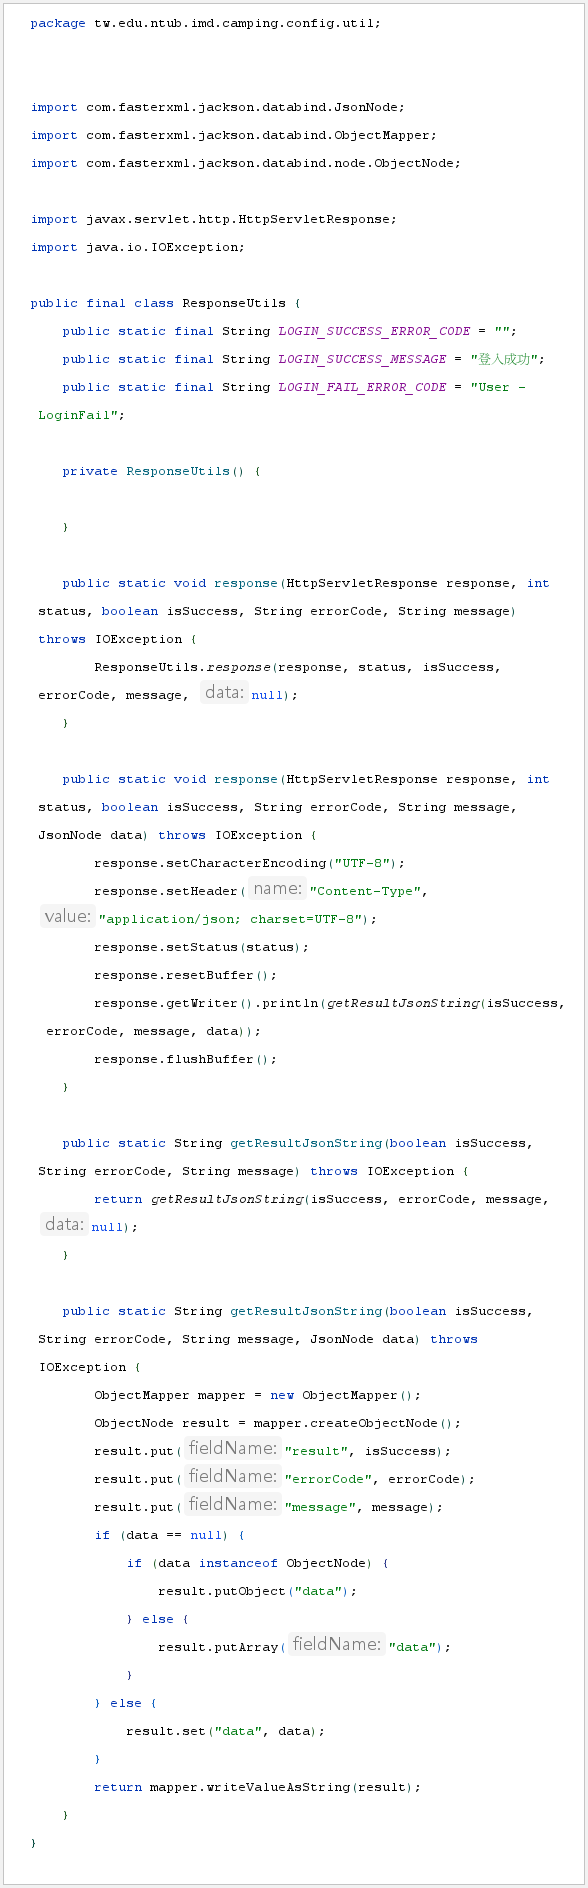 package tw.edu.ntub.imd.camping.config.util;
import com.fasterxml.jackson.databind.JsonNode;
import com.fasterxml.jackson.databind.ObjectMapper;
import com.fasterxml.jackson.databind.node.ObjectNode;
import javax.servlet.http.HttpServletResponse;
import java.io.IOException;
public final class ResponseUtils {
public static final String LOGIN_SUCCESS_ERROR_CODE = "";
public static final String LOGIN_SUCCESS_MESSAGE = "登入成功";
public static final String LOGIN_FAIL_ERROR_CODE = "User -
LoginFail";
private ResponseUtils() {
}
public static void response(HttpServletResponse response, int
status, boolean isSuccess, String errorCode, String message)
throws IOException {
ResponseUtils.response(response, status, isSuccess,
errorCode, message, data: null);
}
public static void response(HttpServletResponse response, int
status, boolean isSuccess, String errorCode, String message,
JsonNode data) throws IOException {
response.setCharacterEncoding("UTF-8");
response.setHeader( name: "Content-Type",
value: "application/json; charset=UTF-8");
response.setStatus(status);
response.resetBuffer();
response.getWriter().println(getResultJsonString(isSuccess,
errorCode, message, data));
response.flushBuffer();
}
public static String getResultJsonString(boolean isSuccess,
String errorCode, String message) throws IOException {
return getResultJsonString(isSuccess, errorCode, message,
data: null);
}
public static String getResultJsonString(boolean isSuccess,
String errorCode, String message, JsonNode data) throws
IOException {
ObjectMapper mapper = new ObjectMapper();
ObjectNode result = mapper.createObjectNode();
result.put( fieldName: "result", isSuccess);
result.put( fieldName: "errorCode", errorCode);
result.put( fieldName: "message", message);
if (data == null) {
if (data instanceof ObjectNode) {
result.putObject("data");
} else {
result.putArray( fieldName: "data");
}
} else {
result.set("data", data);
}
return mapper.writeValueAsString(result);
}
}